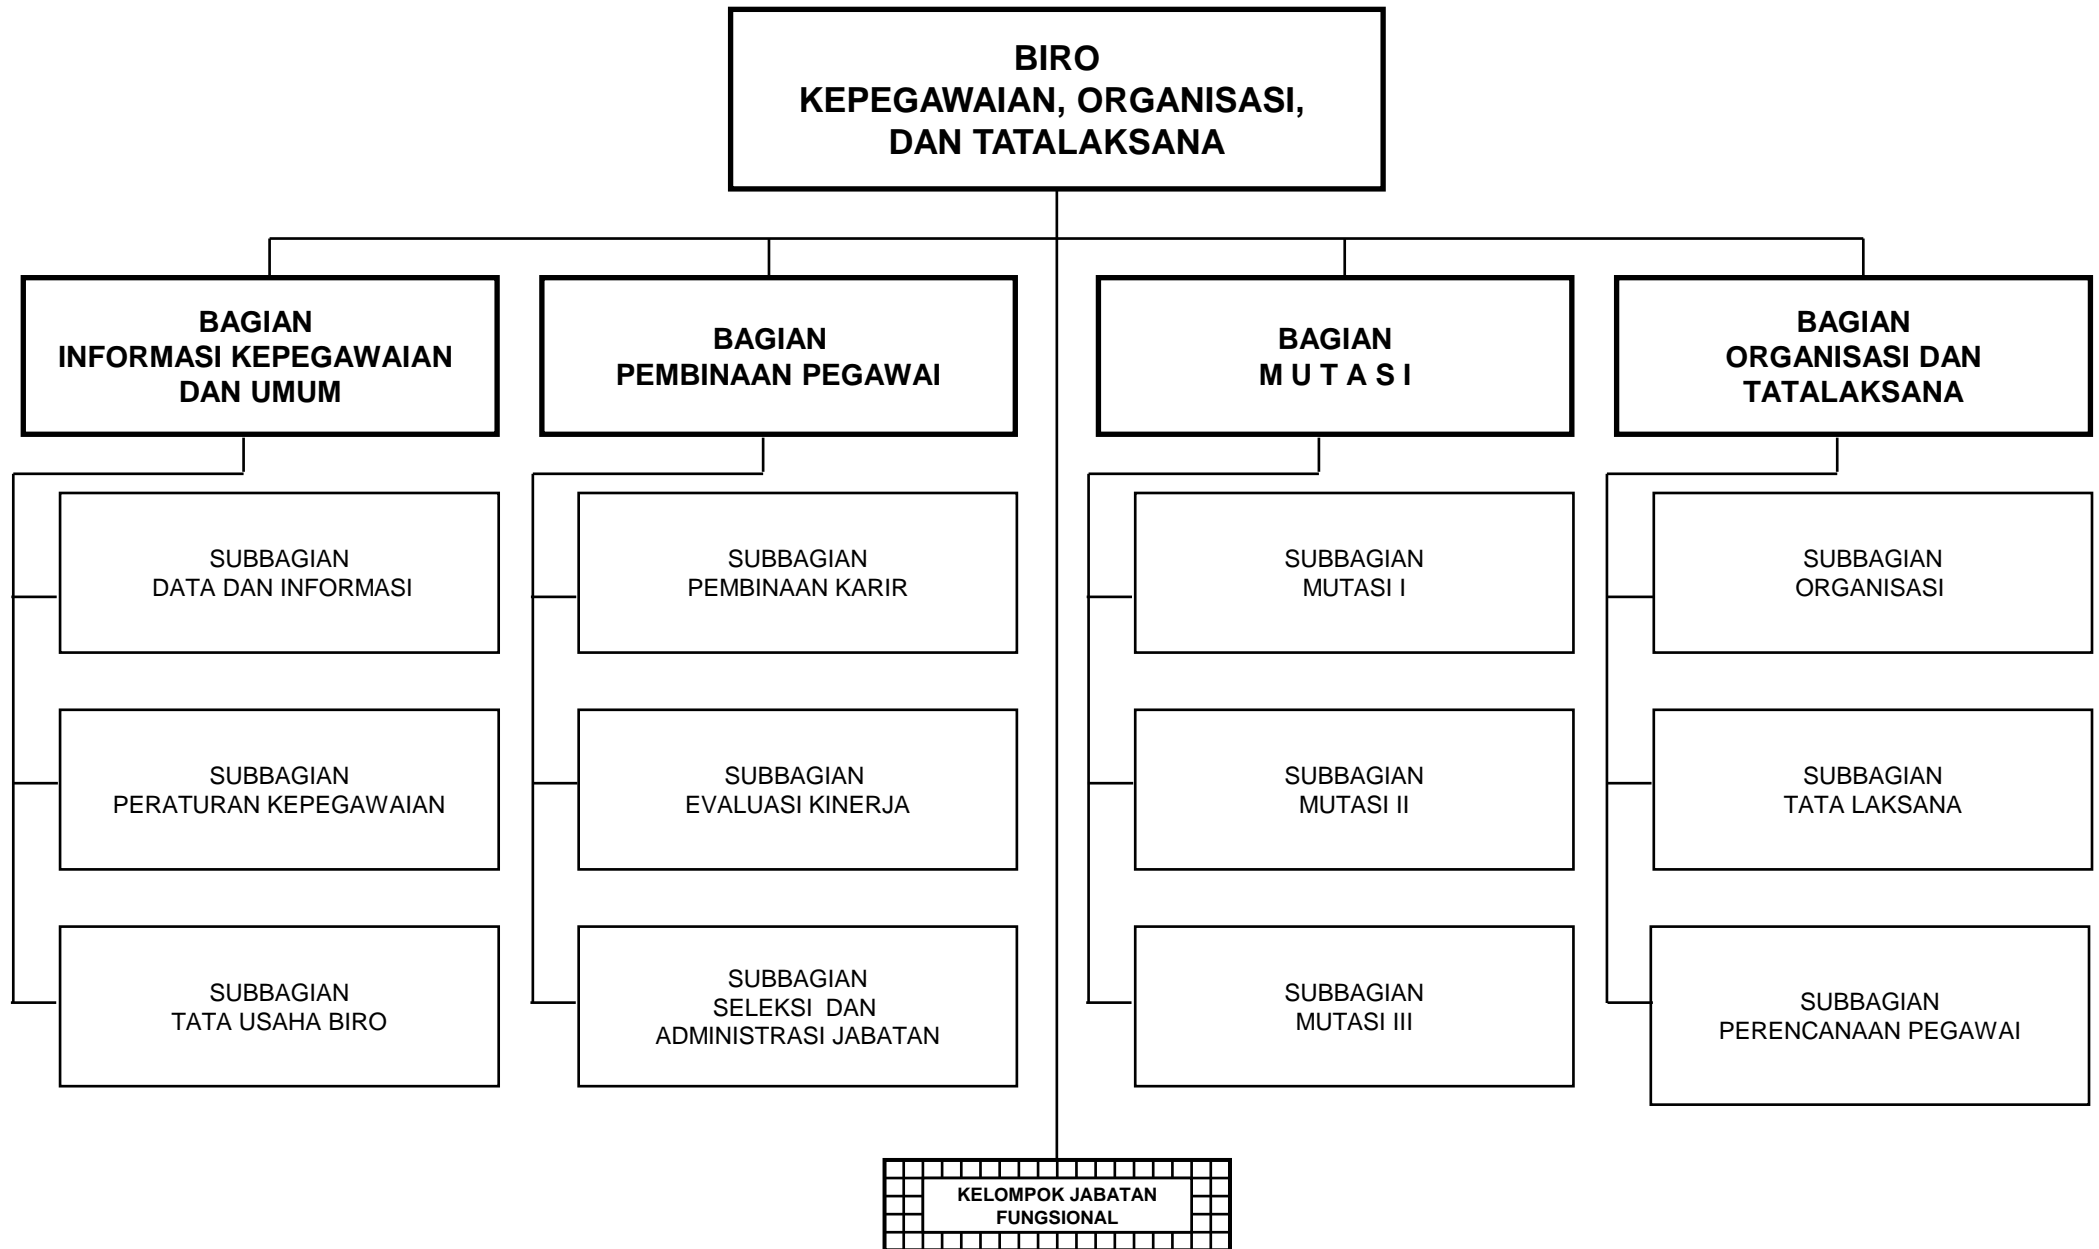 BIRO
KEPEGAWAIAN, ORGANISASI,
DAN TATALAKSANA
BAGIAN
INFORMASI KEPEGAWAIAN
DAN UMUM
BAGIAN
PEMBINAAN PEGAWAI
BAGIAN
M U T A S I
BAGIAN
ORGANISASI DAN
TATALAKSANA
SUBBAGIAN
DATA DAN INFORMASI
SUBBAGIAN
PEMBINAAN KARIR
SUBBAGIAN
MUTASI I
SUBBAGIAN
ORGANISASI
SUBBAGIAN
PERATURAN KEPEGAWAIAN
SUBBAGIAN
EVALUASI KINERJA
SUBBAGIAN
MUTASI II
SUBBAGIAN
TATA LAKSANA
SUBBAGIAN
TATA USAHA BIRO
SUBBAGIAN
SELEKSI  DAN
ADMINISTRASI JABATAN
SUBBAGIAN
MUTASI III
SUBBAGIAN
PERENCANAAN PEGAWAI
KELOMPOK JABATAN
FUNGSIONAL